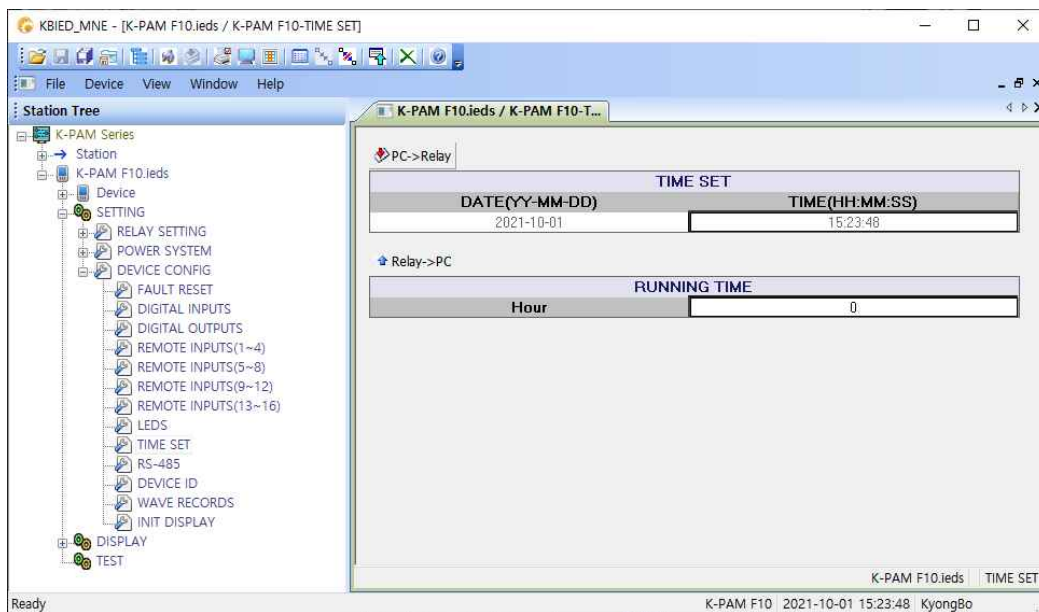 KBIED_MNE - [K-PAM F10.ieds / K-PAM F10-TIME SET]
File Device View Window Help
Station Tree
K-PAM Series
Station
K-PAM F10.ieds
Device
SETTING
RELAY SETTING
POWER SYSTEM
DEVICE CONFIG
FAULT RESET
DIGITAL INPUTS
DIGITAL OUTPUTS
REMOTE INPUTS(1~4)
REMOTE INPUTS(5~8)
REMOTE INPUTS(9~12)
REMOTE INPUTS(13~16)
LEDS
TIME SET
RS-485
DEVICE ID
WAVE RECORDS
INIT DISPLAY
DISPLAY
TEST
K-PAM F10.ieds / K-PAM F10-T...
PC->Relay
TIME SET
DATE(YY-MM-DD) TIME(HH:MM:SS)
2021-10-01 15:23:48
Relay->PC
RUNNING TIME
Hour 0
K-PAM F10.ieds TIME SET
Ready K-PAM F10 2021-10-01 15:23:48 KyongBo